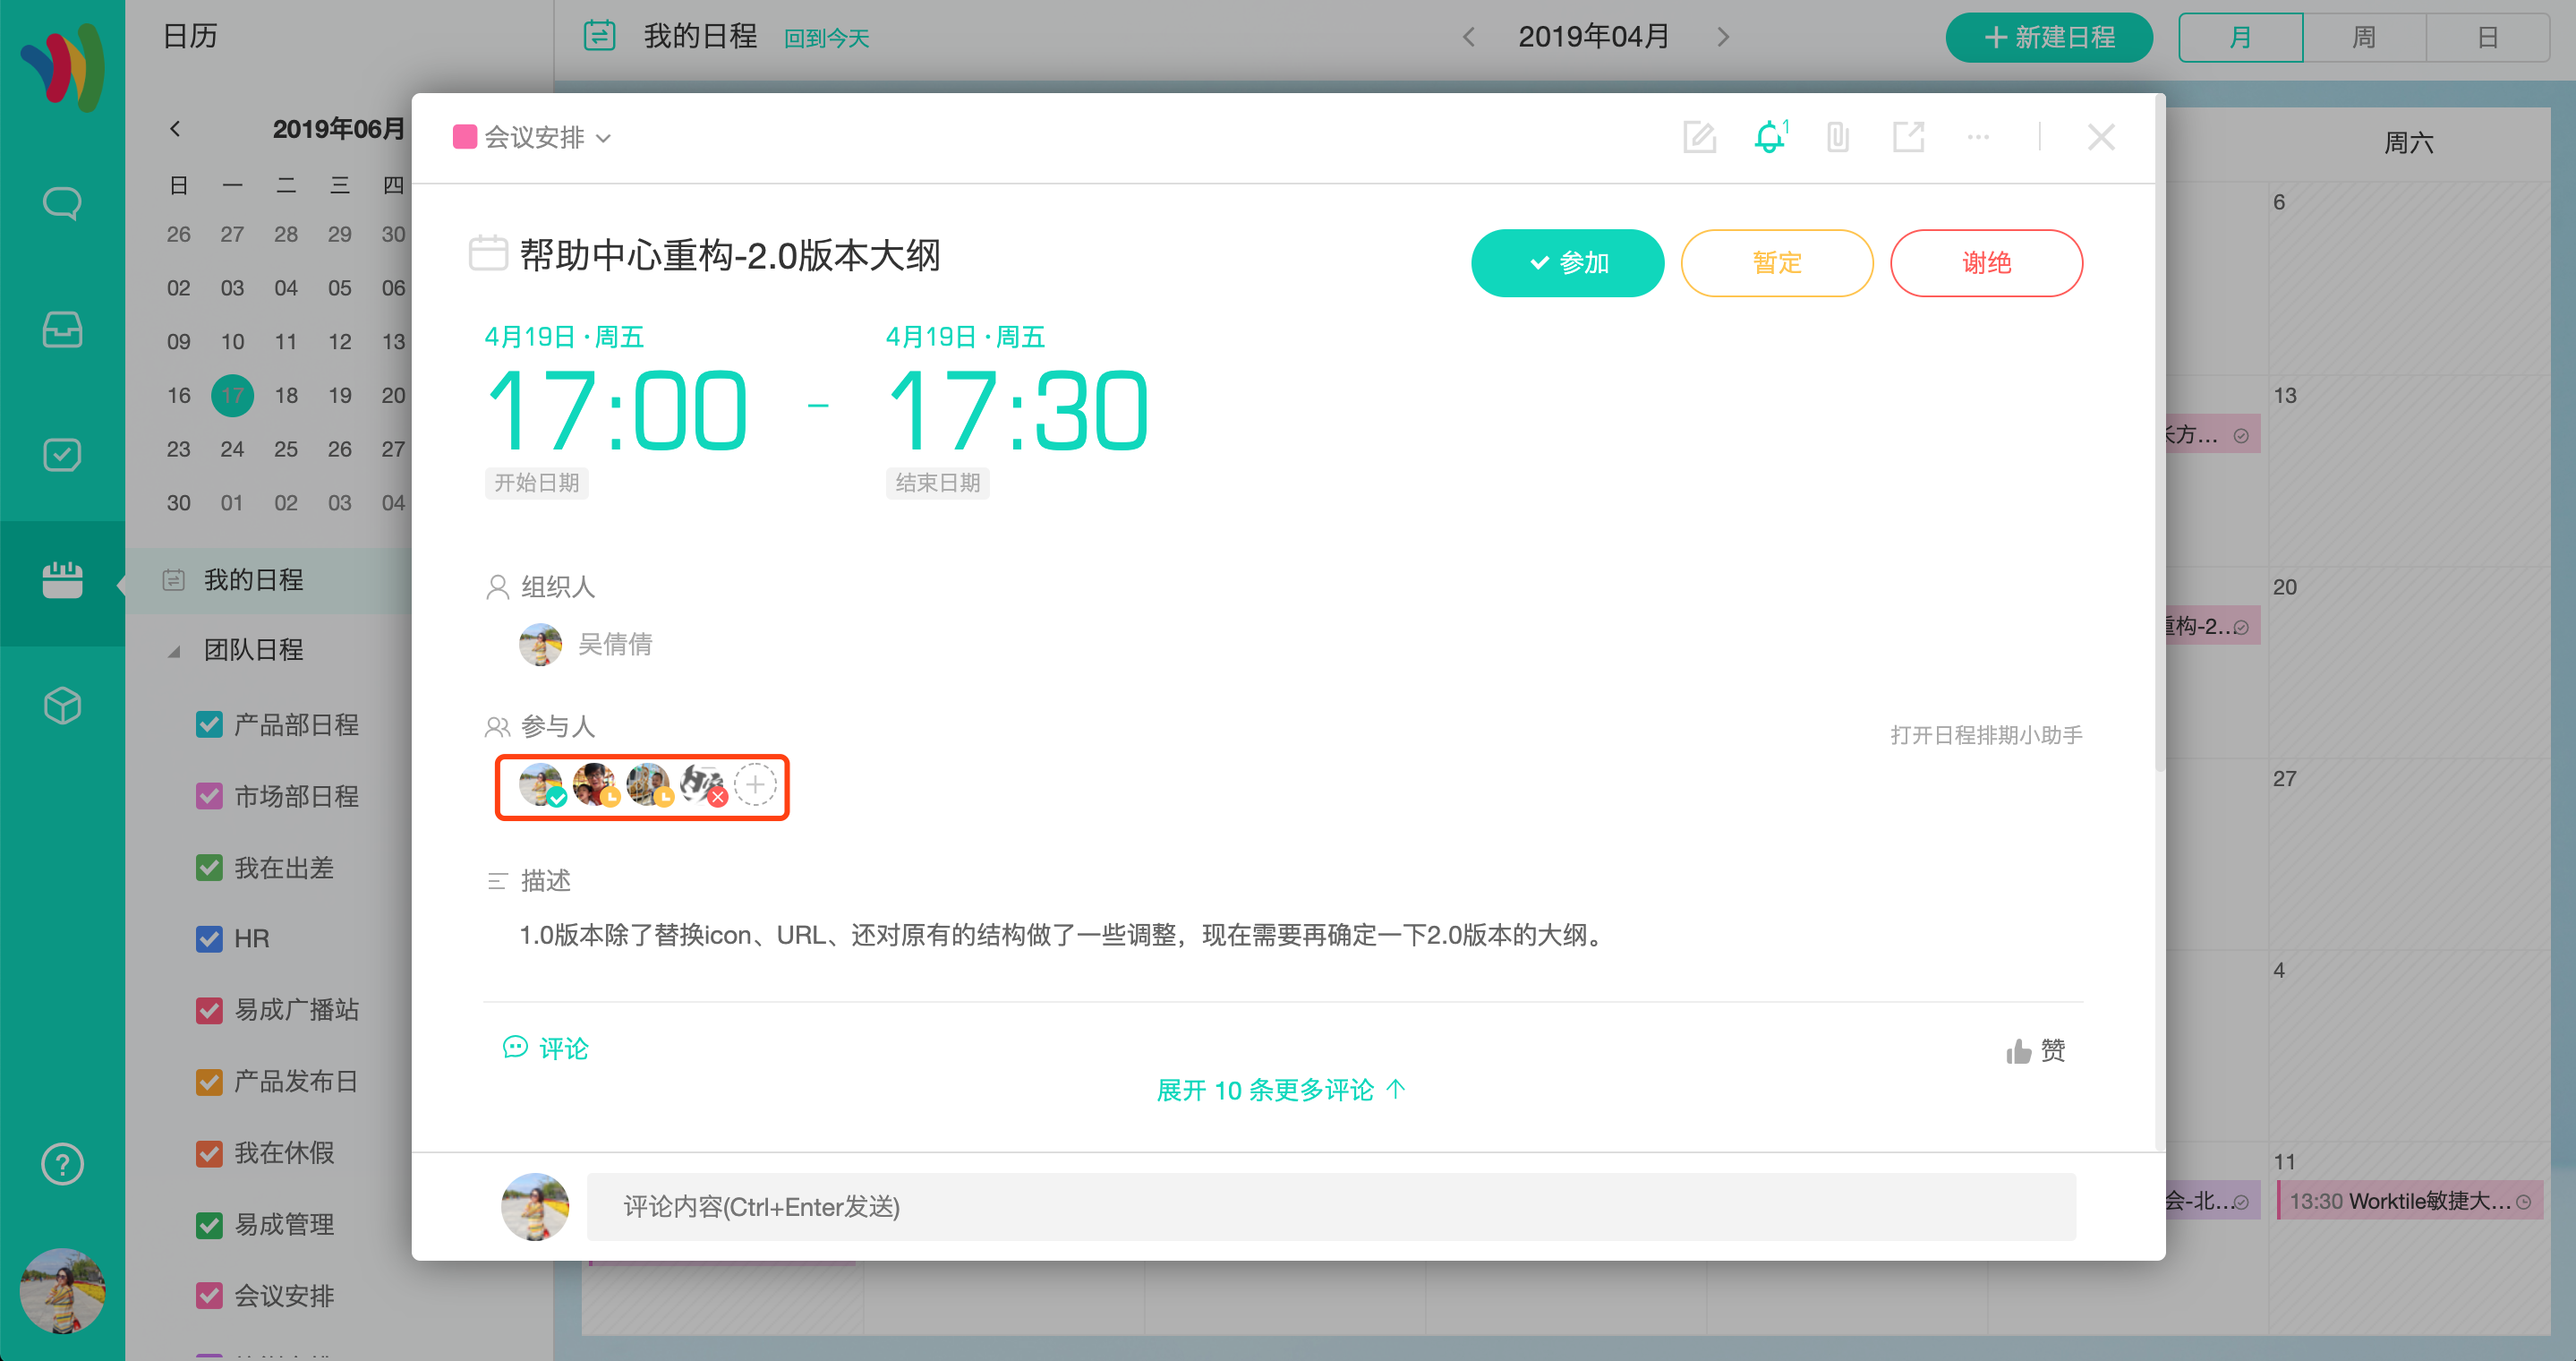 日历
我的日程 回到今天
2019年04月
新建日程
月 周 日
2019年06月
日 一 二 三 四
26 27 28 29 30
02 03 04 05 06
09 10 11 12 13
16 17 18 19 20
23 24 25 26 27
30 01 02 03 04
我的日程
团队日程
产品部日程
市场部日程
我在出差
HR
易成广播站
产品发布日
我在休假
易成管理
会议安排
会议安排
1
帮助中心重构-2.0版本大纲
参加 暂定 谢绝
4月19日·周五 4月19日·周五
17:00 – 17:30
开始日期 结束日期
组织人
吴倩倩
参与人
打开日程排期小助手
描述
1.0版本除了替换icon、URL、还对原有的结构做了一些调整，现在需要再确定一下2.0版本的大纲。
评论
赞
展开 10 条更多评论
评论内容(Ctrl+Enter发送)
周六
6
13
长方...
20
重构-2...
27
4
11
会-北...
13:30 Worktile敏捷大...